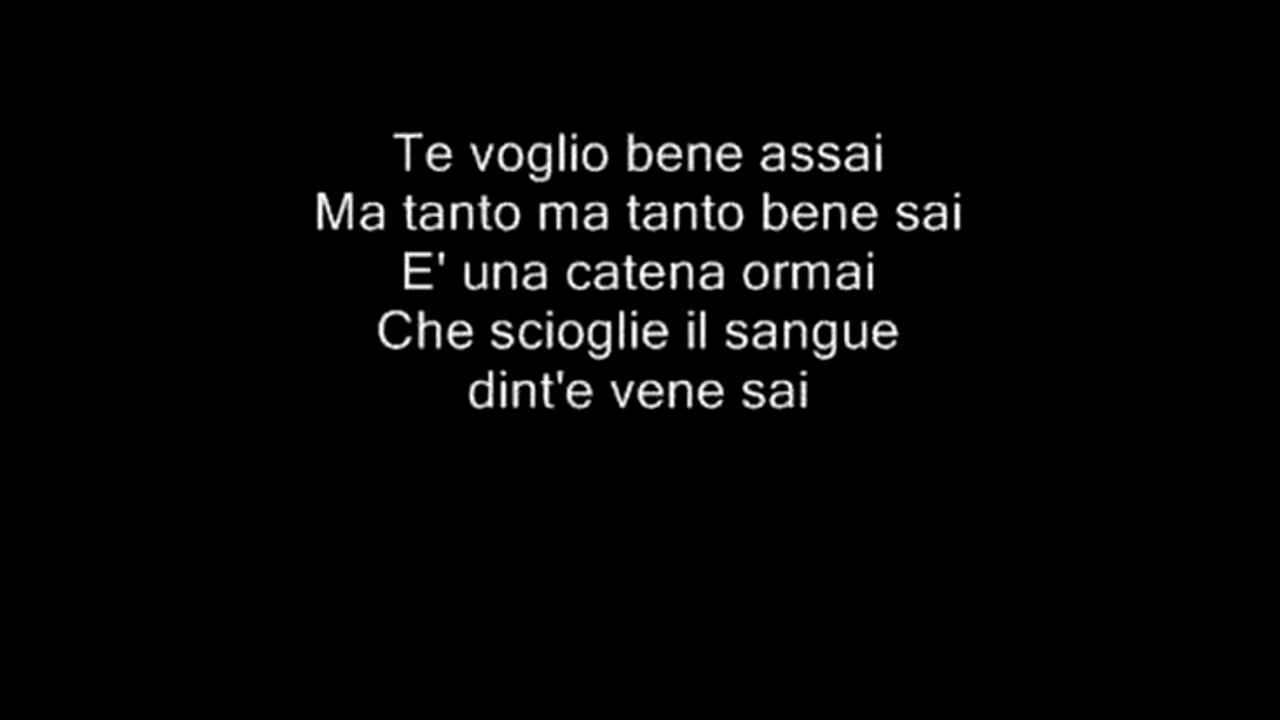 Te voglio bene assai
Ma tanto ma tanto bene sai
E' una catena ormai
Che scioglie il sangue
dint'e vene sai